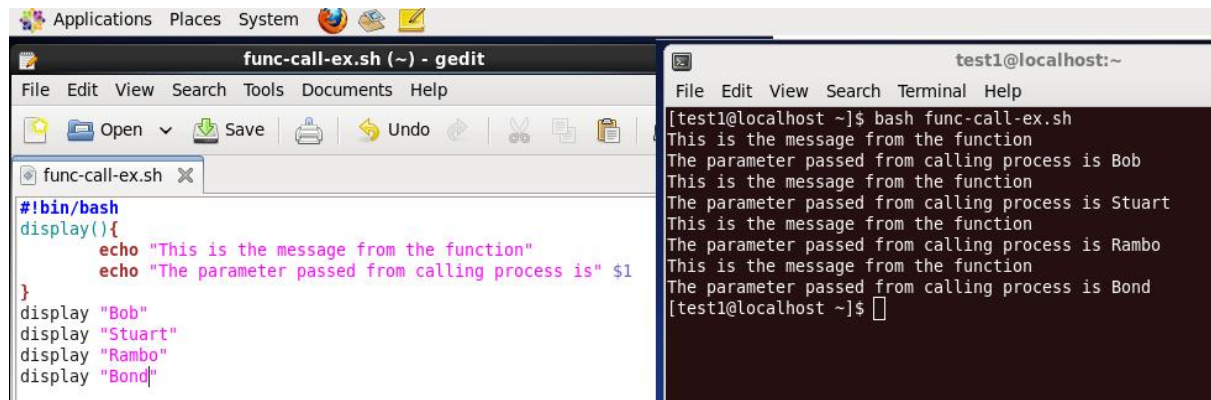 Applications Places System
func-call-ex.sh (~) - gedit
File Edit View Search Tools Documents Help
Open Save Undo
func-call-ex.sh
#!bin/bash
display(){
echo "This is the message from the function"
echo "The parameter passed from calling process is" $1
}
display "Bob"
display "Stuart"
display "Rambo"
display "Bond"
test1@localhost:~
File Edit View Search Terminal Help
[test1@localhost ~]$ bash func-call-ex.sh
This is the message from the function
The parameter passed from calling process is Bob
This is the message from the function
The parameter passed from calling process is Stuart
This is the message from the function
The parameter passed from calling process is Rambo
This is the message from the function
The parameter passed from calling process is Bond
[test1@localhost ~]$